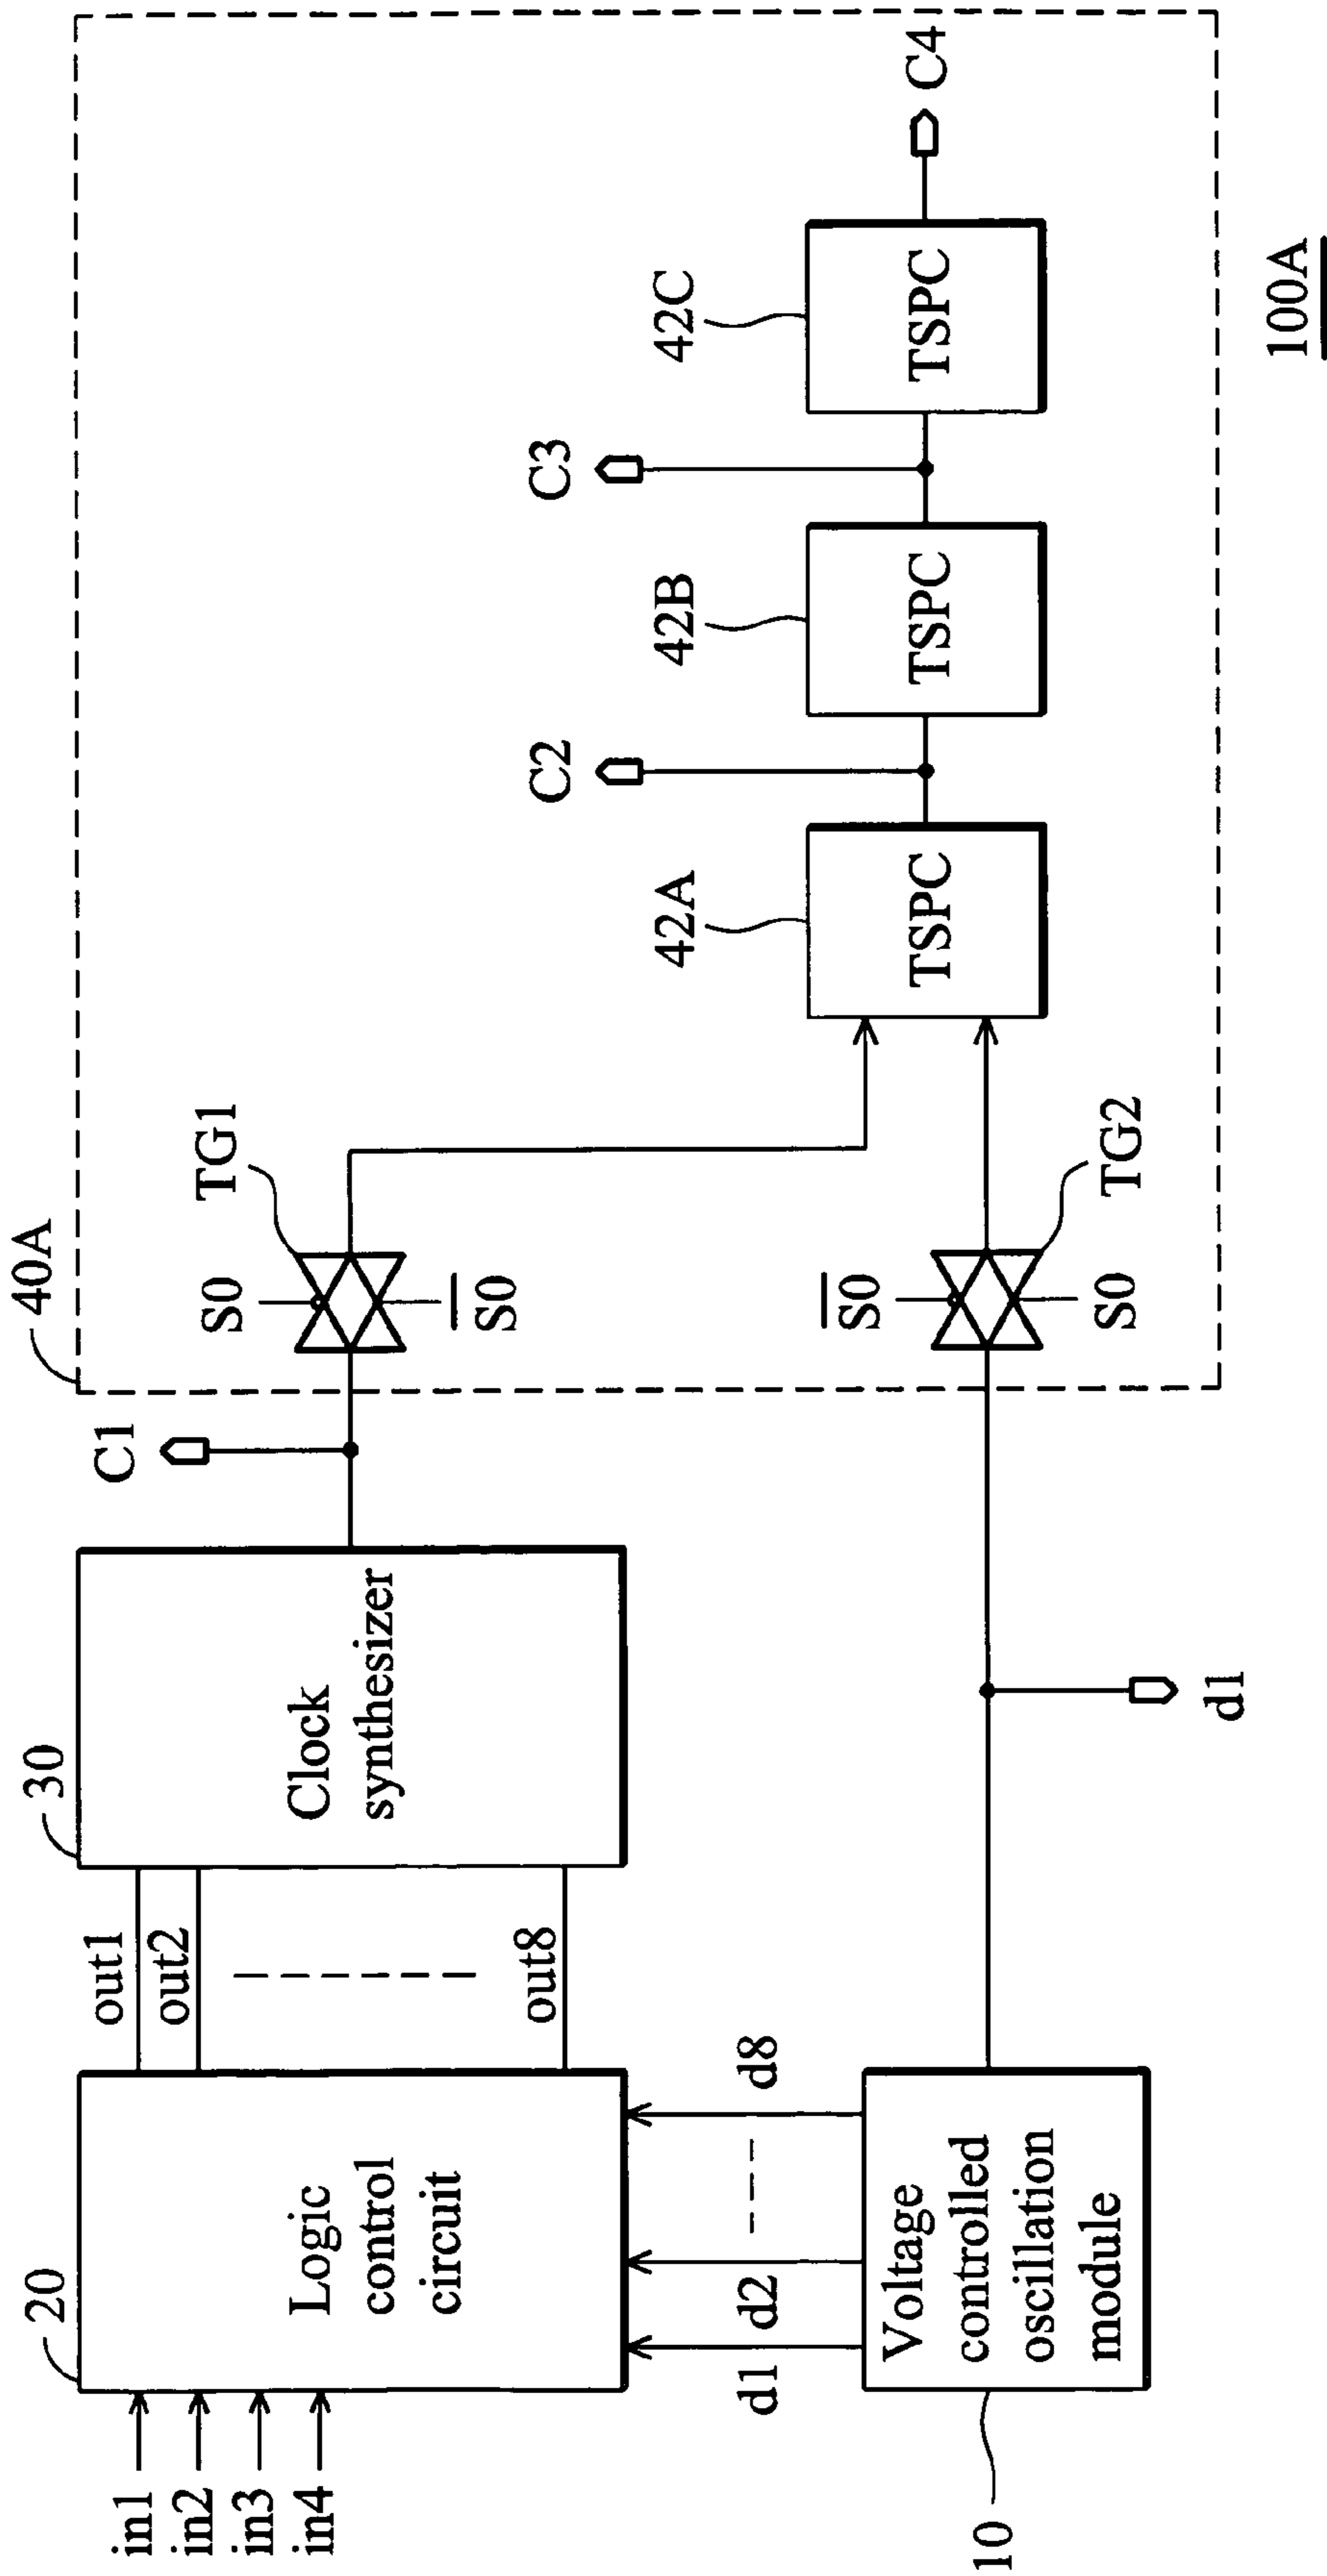 20
in1
in2
in3
in4
Logic
control
circuit
out1
out2
out8
30
Clock
synthesizer
C1
40A
S0
TG1
S0
d1
d2
d8
10
Voltage
controlled
oscillation
module
d1
S0
S0
TG2
42A
TSPC
C2
42B
TSPC
C3
42C
TSPC
C4
100A